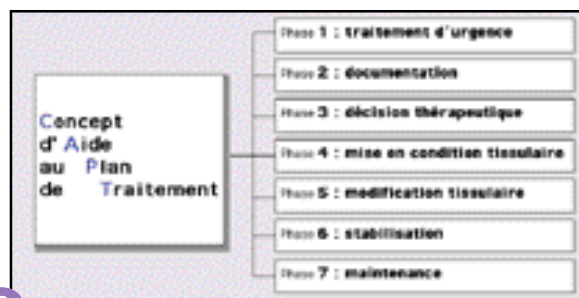 Concept
d' Aide
au Plan
de Traitement
Phase 1 : traitement d'urgence
Phase 2 : documentation
Phase 3 : décision thérapeutique
Phase 4 : mise en condition tissulaire
Phase 5 : modification tissulaire
Phase 6 : stabilisation
Phase 7 : maintenance